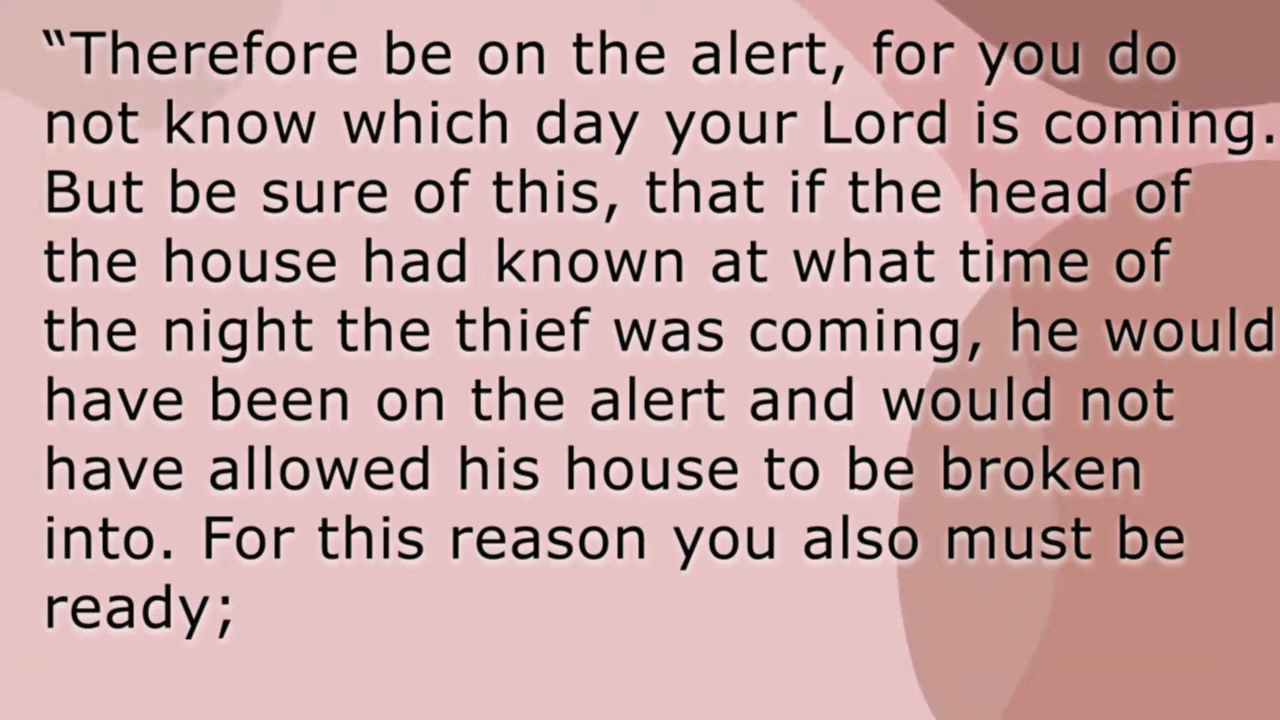 “Therefore be on the alert, for you do
not know which day your Lord is coming.
But be sure of this, that if the head of
the house had known at what time of
the night the thief was coming, he would
have been on the alert and would not
have allowed his house to be broken
into. For this reason you also must be
ready;